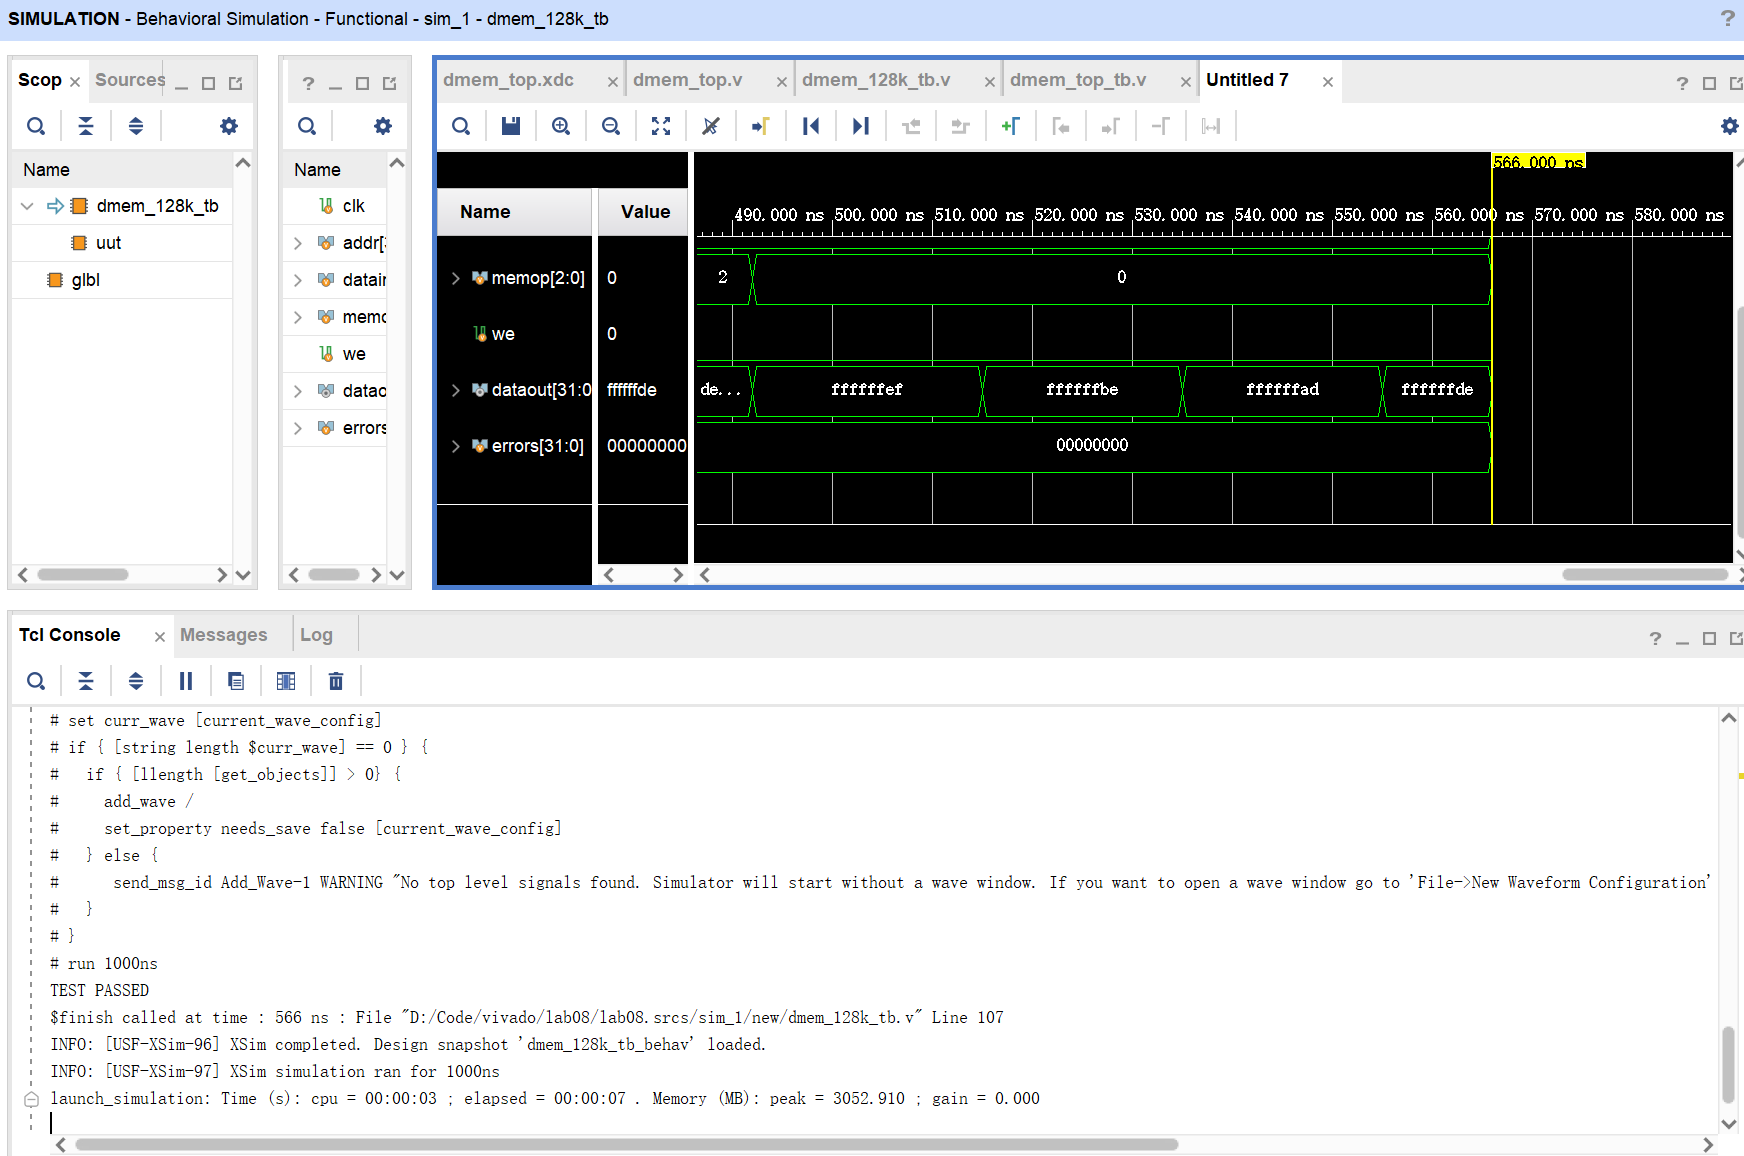 SIMULATION - Behavioral Simulation - Functional - sim_1 - dmem_128k_tb
?
Scop
Sources
Name
dmem_128k_tb
uut
glbl
?
Name
clk
addr[
datain
memo
we
datao
errors
dmem_top.xdc
dmem_top.v
dmem_128k_tb.v
dmem_top_tb.v
Untitled 7
?
Name
Value
memop[2:0]
0
we
0
dataout[31:0
ffffffde
errors[31:0]
00000000
566.000 ns
490.000 ns 500.000 ns 510.000 ns 520.000 ns 530.000 ns 540.000 ns 550.000 ns 560.000 ns 570.000 ns 580.000 ns
2
0
de...
ffffffef
ffffffbe
ffffffad
ffffffde
00000000
Tcl Console
Messages
Log
?
# set curr_wave [current_wave_config]
# if { [string length $curr_wave] == 0 } {
#   if { [llength [get_objects]] > 0} {
#     add_wave /
#     set_property needs_save false [current_wave_config]
#   } else {
#      send_msg_id Add_Wave-1 WARNING "No top level signals found. Simulator will start without a wave window. If you want to open a wave window go to 'File->New Waveform Configuration'
#   }
# }
# run 1000ns
TEST PASSED
$finish called at time : 566 ns : File "D:/Code/vivado/lab08/lab08.srcs/sim_1/new/dmem_128k_tb.v" Line 107
INFO: [USF-XSim-96] XSim completed. Design snapshot 'dmem_128k_tb_behav' loaded.
INFO: [USF-XSim-97] XSim simulation ran for 1000ns
launch_simulation: Time (s): cpu = 00:00:03 ; elapsed = 00:00:07 . Memory (MB): peak = 3052.910 ; gain = 0.000